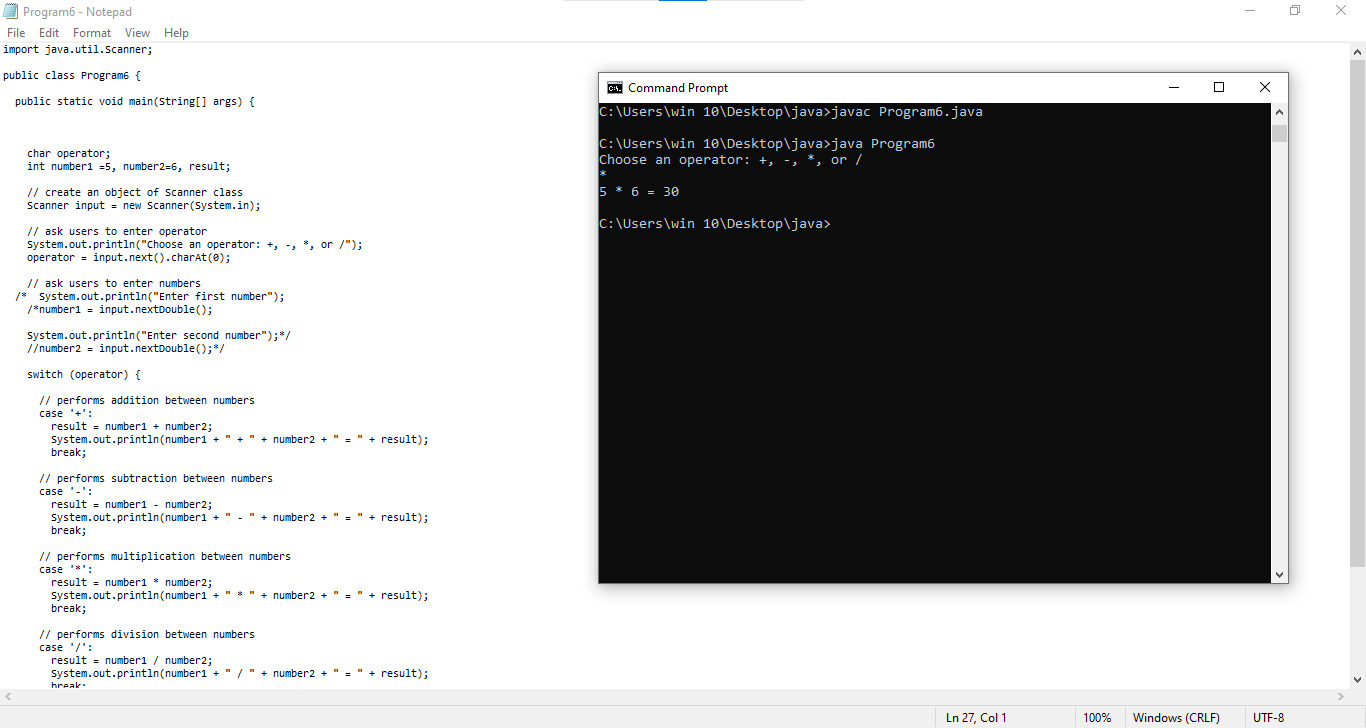 Program6 - Notepad
File Edit Format View Help
import java.util.Scanner;
public class Program6 {
public static void main(String[] args) {
char operator;
int number1 =5, number2=6, result;
// create an object of Scanner class
Scanner input = new Scanner(System.in);
// ask users to enter operator
System.out.println("Choose an operator: +, -, *, or /");
operator = input.next().charAt(0);
// ask users to enter numbers
/* System.out.println("Enter first number");
/*number1 = input.nextDouble();
System.out.println("Enter second number");*/
//number2 = input.nextDouble();*/
switch (operator) {
// performs addition between numbers
case '+':
result = number1 + number2;
System.out.println(number1 + " + " + number2 + " = " + result);
break;
// performs subtraction between numbers
case '-':
result = number1 - number2;
System.out.println(number1 + " - " + number2 + " = " + result);
break;
// performs multiplication between numbers
case '*':
result = number1 * number2;
System.out.println(number1 + " * " + number2 + " = " + result);
break;
// performs division between numbers
case '/':
result = number1 / number2;
System.out.println(number1 + " / " + number2 + " = " + result);
break;
Command Prompt
C:\Users\win 10\Desktop\java>javac Program6.java
C:\Users\win 10\Desktop\java>java Program6
Choose an operator: +, -, *, or /
*
5 * 6 = 30
C:\Users\win 10\Desktop\java>
Ln 27, Col 1 100% Windows (CRLF) UTF-8